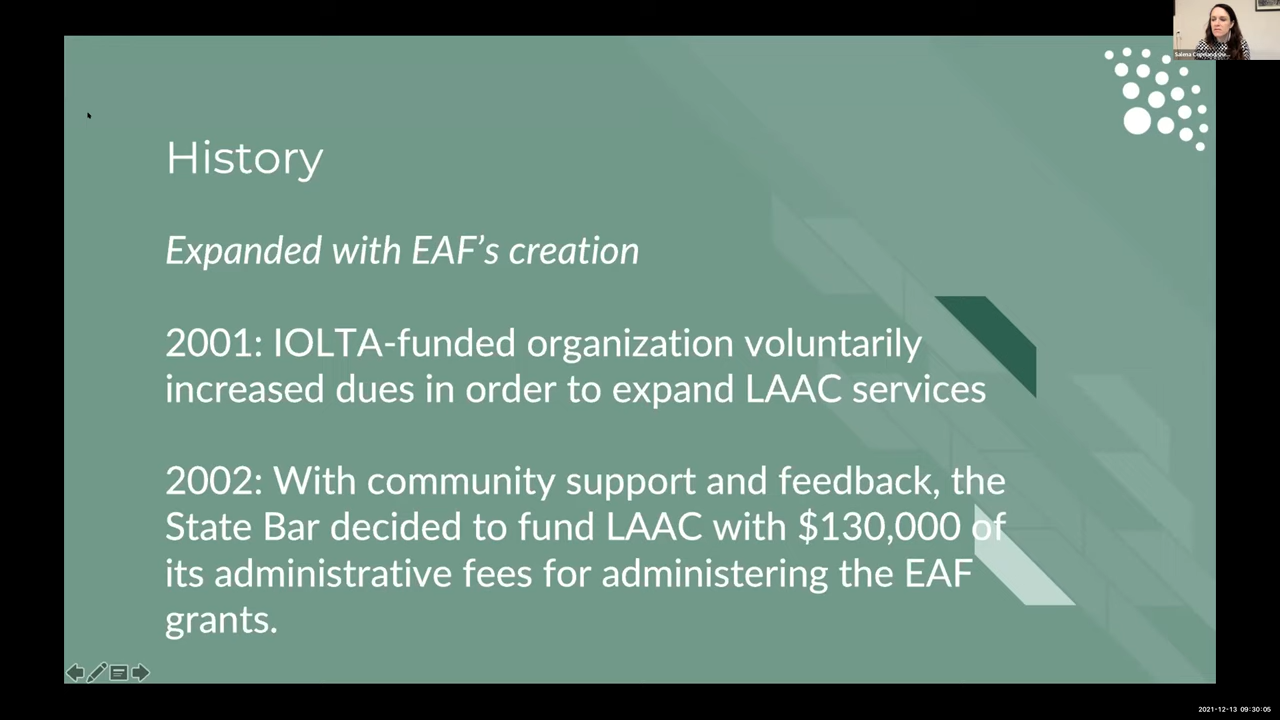 Salena Copeland
History
Expanded with EAF's creation
2001: IOLTA-funded organization voluntarily
increased dues in order to expand LAAC services
2002: With community support and feedback, the
State Bar decided to fund LAAC with $130,000 of
its administrative fees for administering the EAF
grants.
2021-12-13 09:30:05